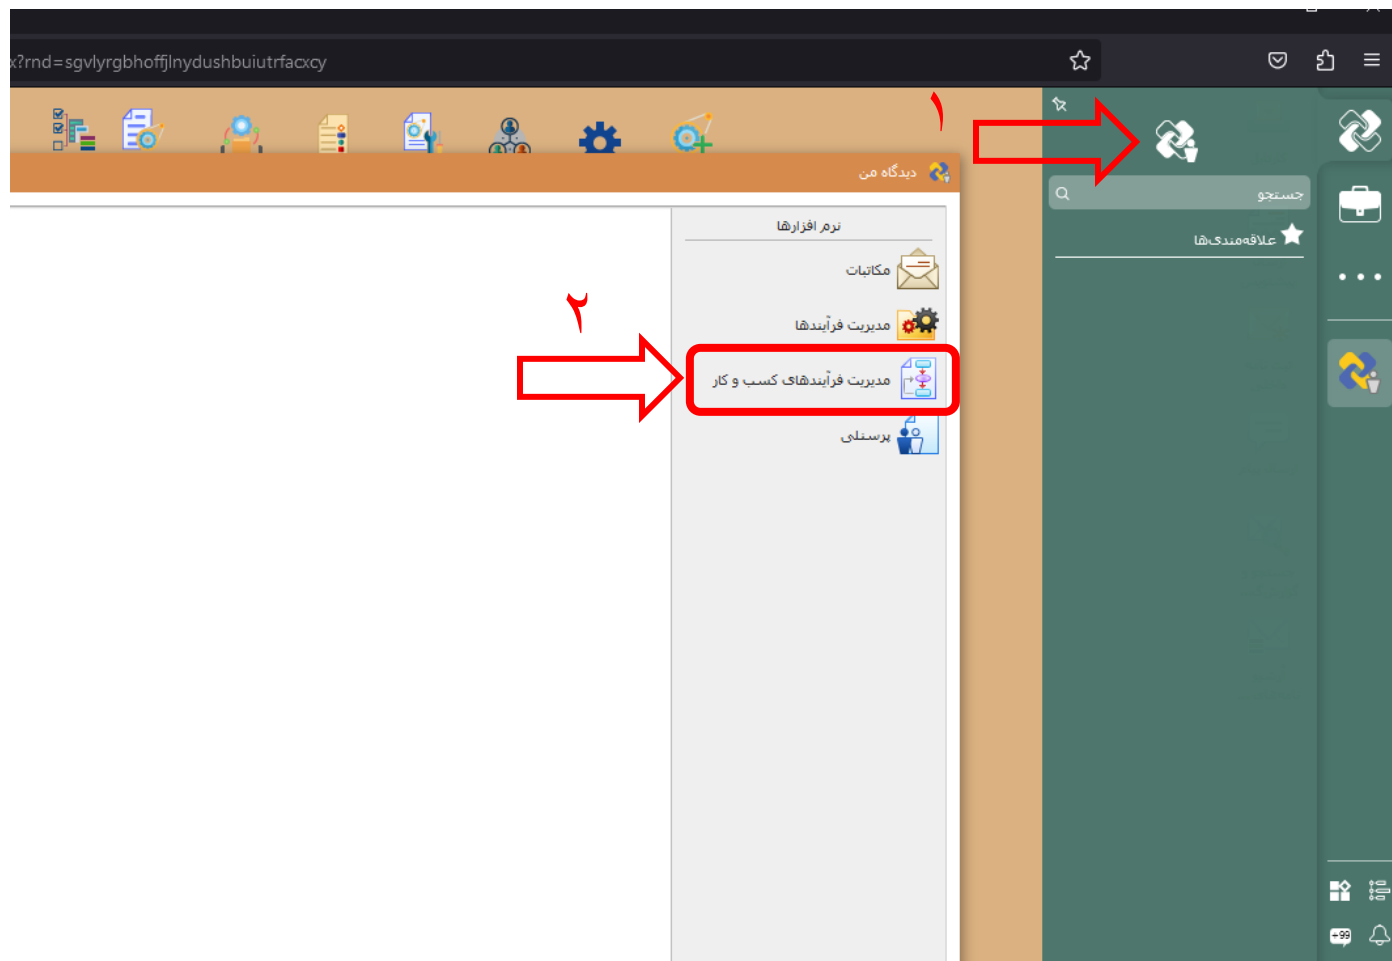 x?rnd=sgvlyrgbhoffjlnydushbuiutrfacxcy
۱
جستجو
علاقه‌مندی‌ها
دیدگاه من
نرم افزارها
مکاتبات
مدیریت فرآیندها
۲
مدیریت فرآیندهای کسب و کار
پرسنلی
+99